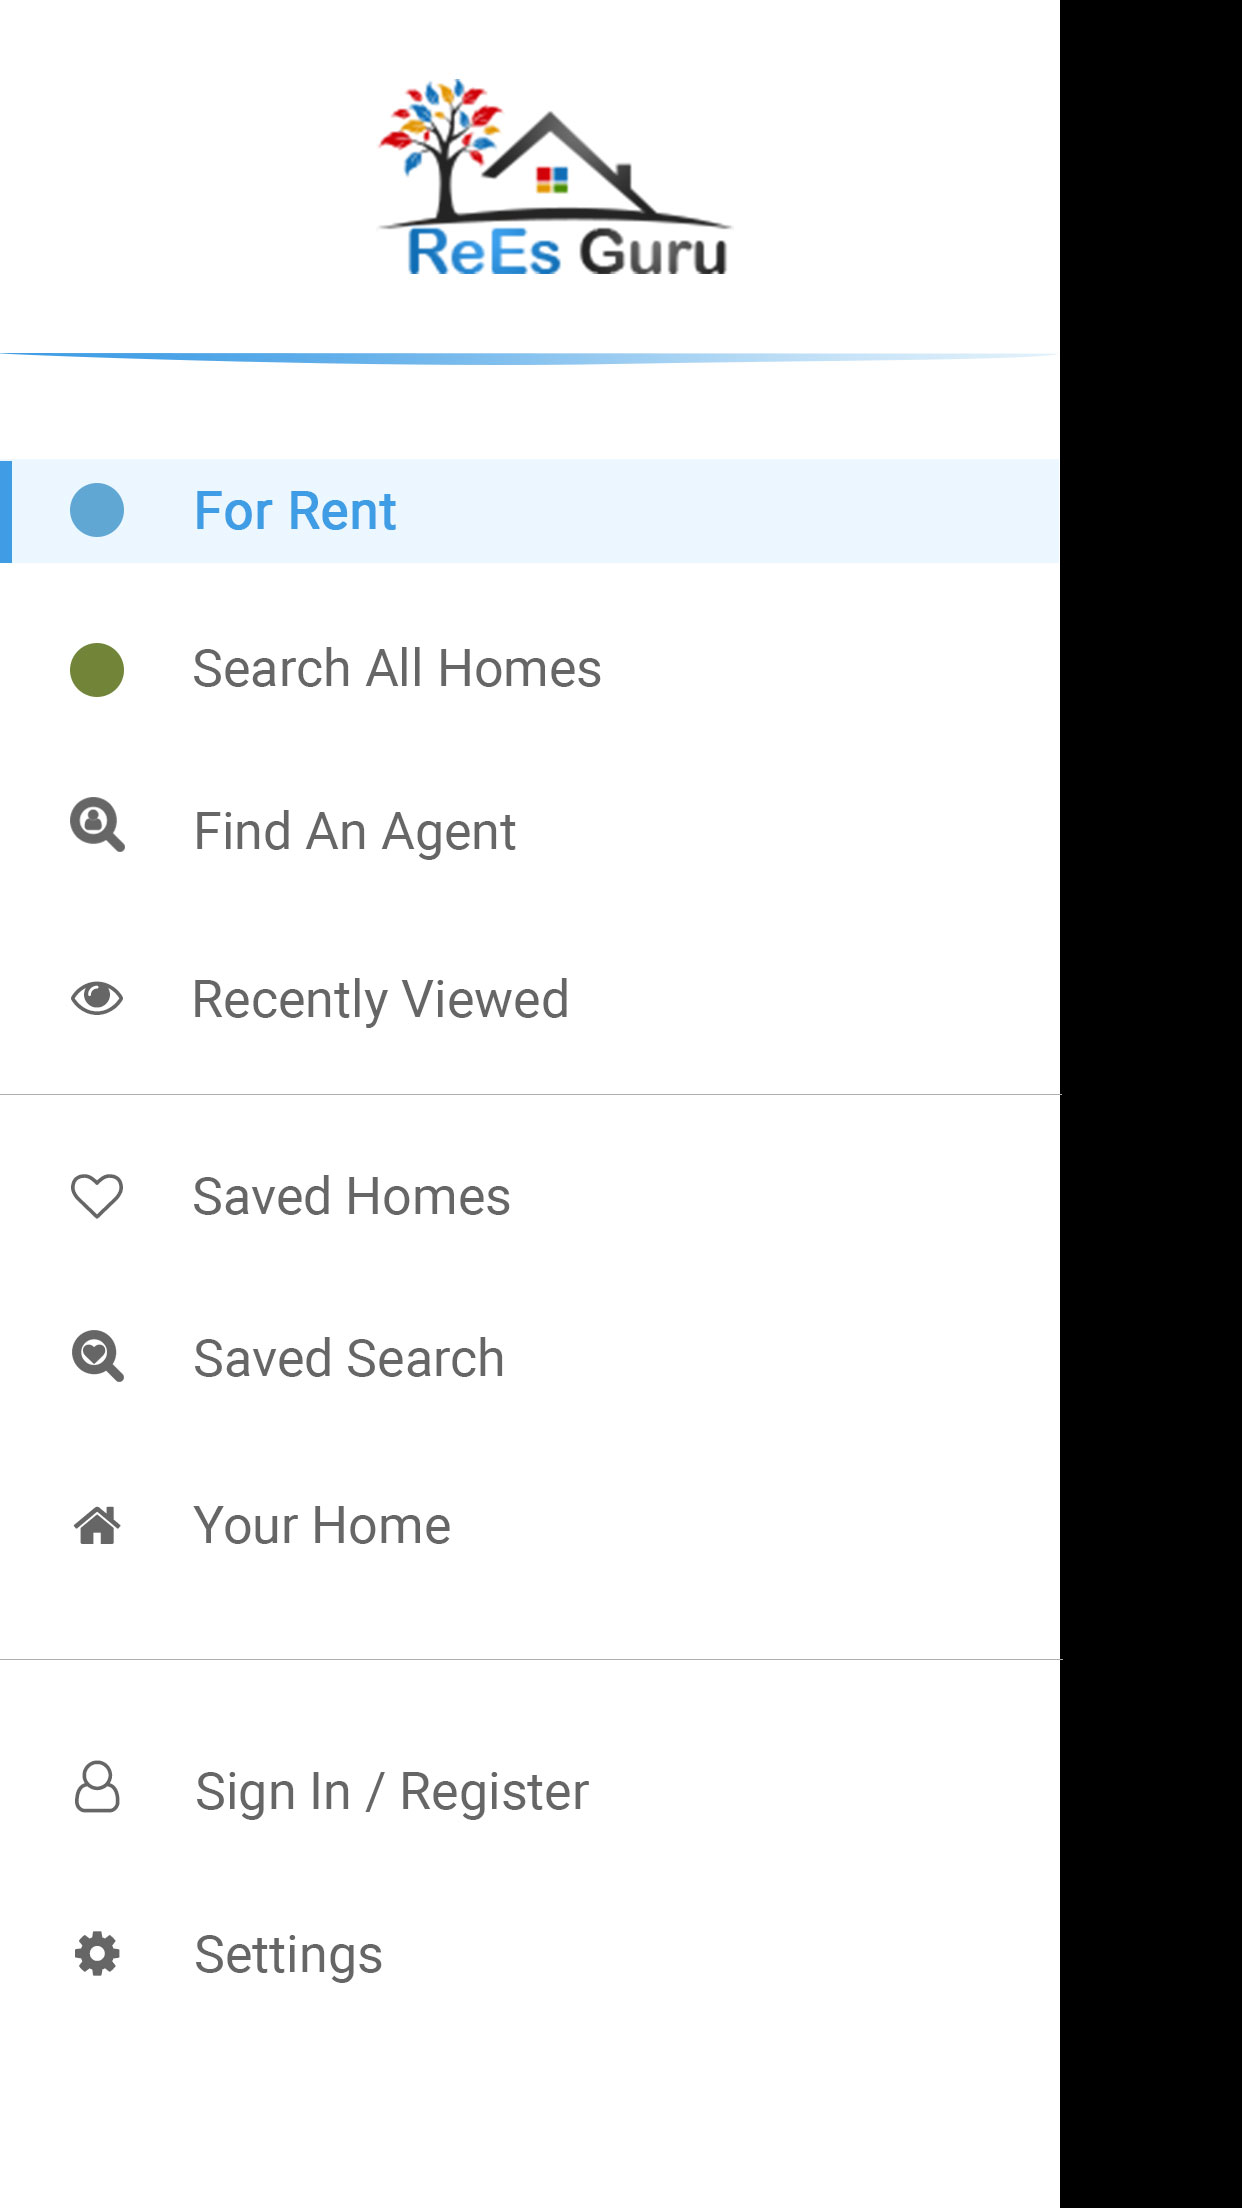 ReEs Guru
For Rent
Search All Homes
Find An Agent
Recently Viewed
Saved Homes
Saved Search
Your Home
Sign In / Register
Settings